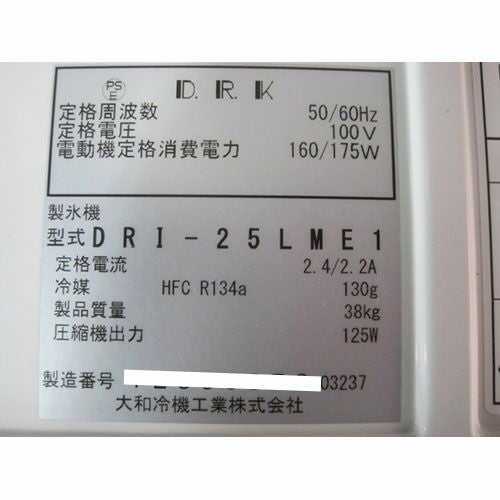 PS E D.R.K
定格周波数 50/60Hz
定格電圧 100V
電動機定格消費電力 160/175W
製氷機
型式 DRI-25LME1
定格電流 2.4/2.2A
冷媒 HFC R134a 130g
製品質量 38kg
圧縮機出力 125W
製造番号 03237
大和冷機工業株式会社